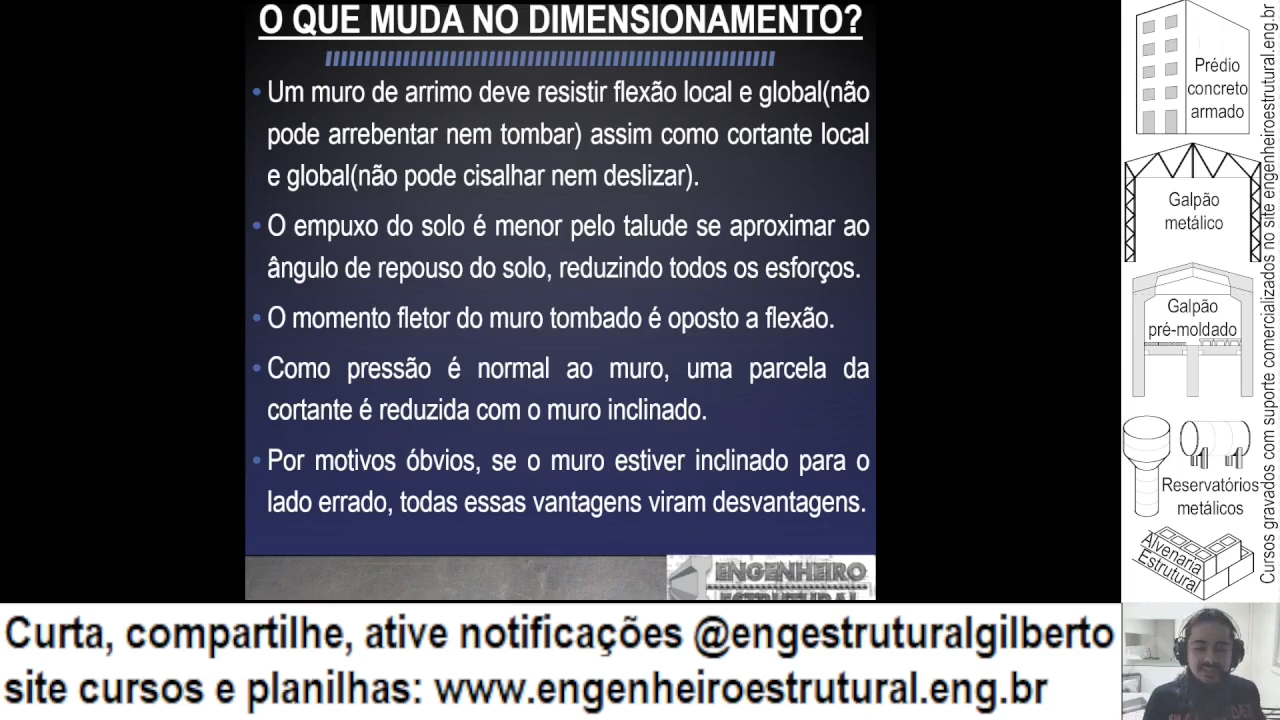 O QUE MUDA NO DIMENSIONAMENTO?
• Um muro de arrimo deve resistir flexão local e global(não
pode arrebentar nem tombar) assim como cortante local
e global(não pode cisalhar nem deslizar).
• O empuxo do solo é menor pelo talude se aproximar ao
ângulo de repouso do solo, reduzindo todos os esforços.
• O momento fletor do muro tombado é oposto a flexão.
• Como pressão é normal ao muro, uma parcela da
cortante é reduzida com o muro inclinado.
• Por motivos óbvios, se o muro estiver inclinado para o
lado errado, todas essas vantagens viram desvantagens.
ENGENHEIRO
ESTRUTURAL
Prédio
concreto
armado
Galpão
metálico
Galpão
pré-moldado
Reservatórios
metálicos
Alvenaria
Estrutural
Cursos gravados com suporte comercializados no site engenheiroestrutural.eng.br
Curta, compartilhe, ative notificações @engestruturalgilberto
site cursos e planilhas: www.engenheiroestrutural.eng.br